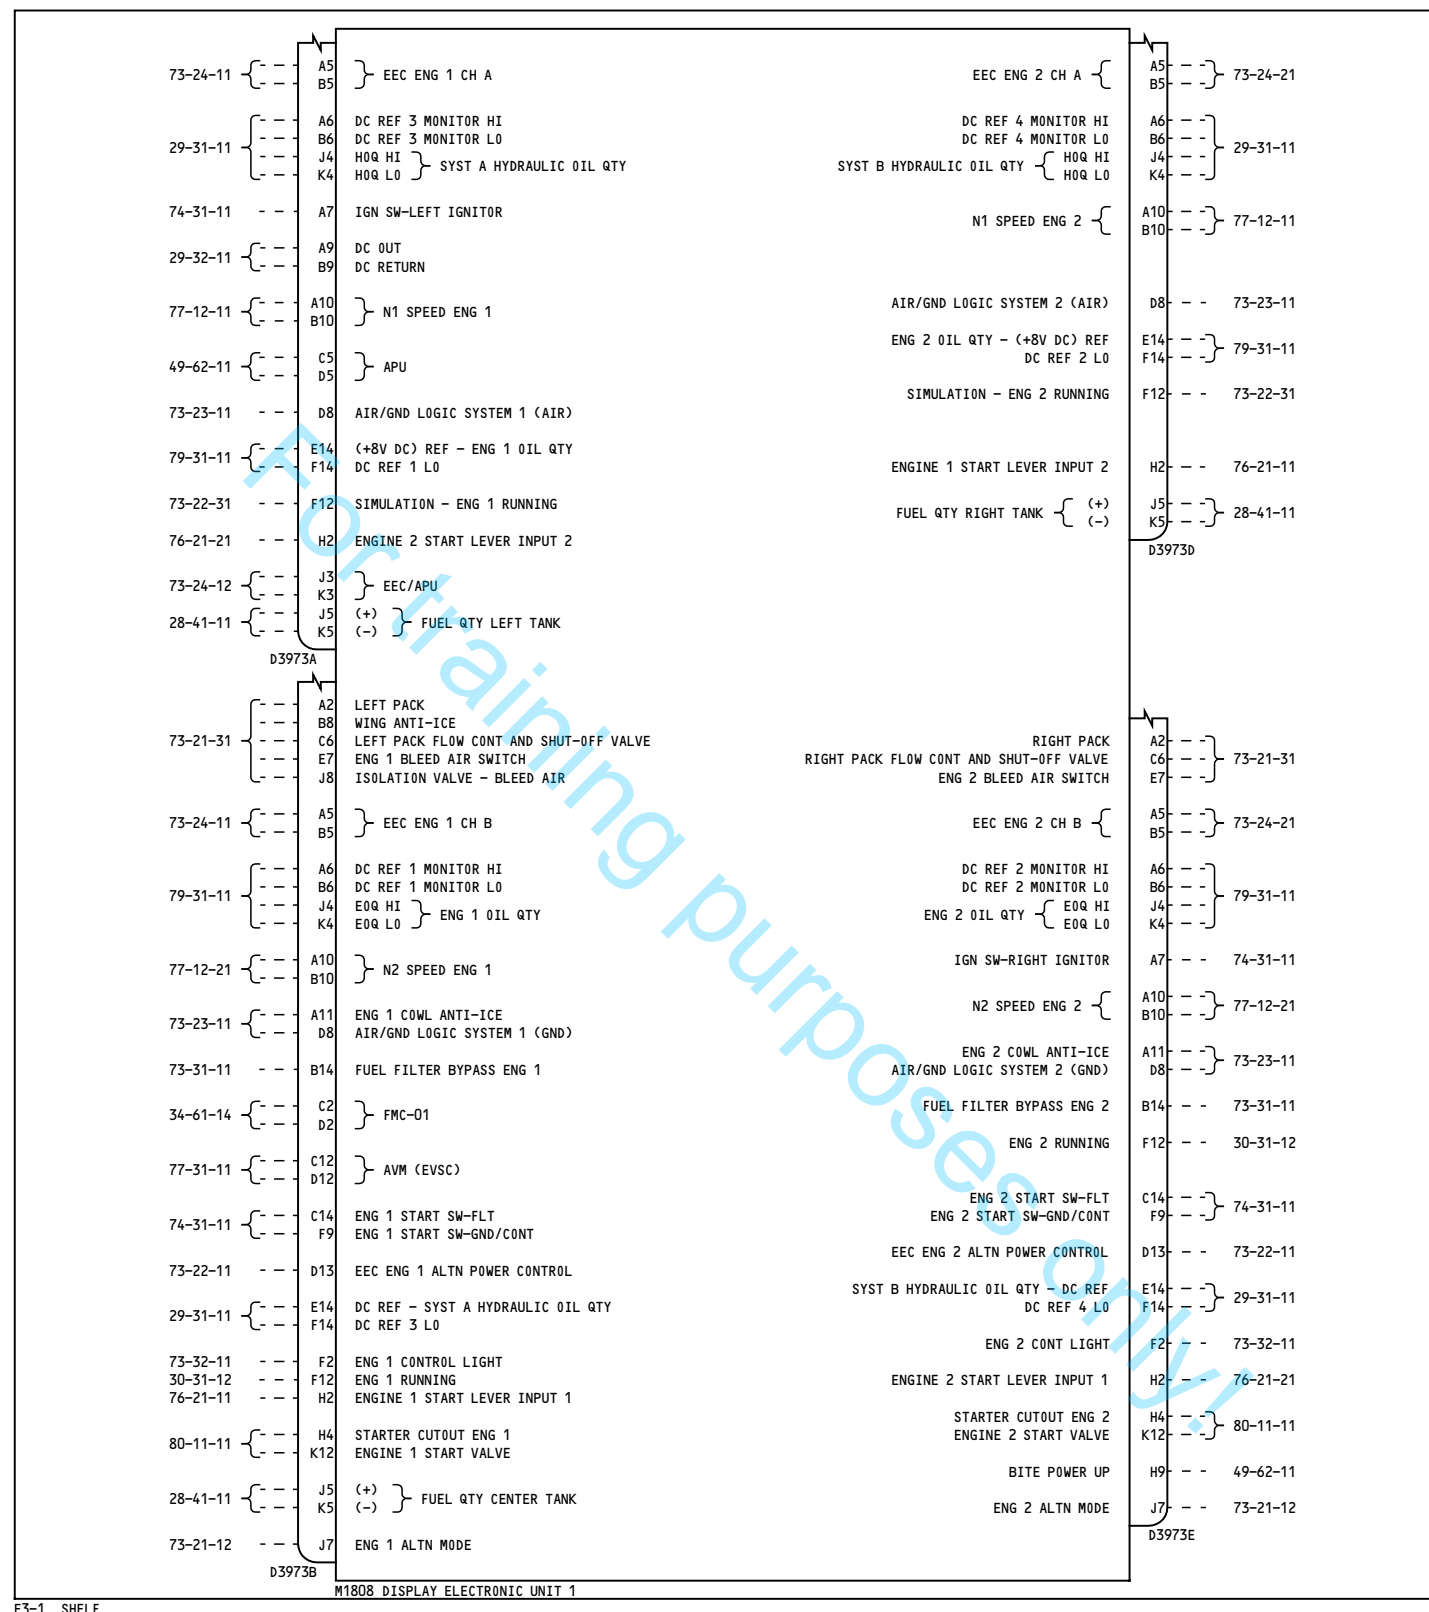 73-24-11 A5 B5 EEC ENG 1 CH A
29-31-11
A6 DC REF 3 MONITOR HI
B6 DC REF 3 MONITOR LO
J4 HOQ HI
K4 HOQ LO
SYST A HYDRAULIC OIL QTY
74-31-11 A7 IGN SW-LEFT IGNITOR
29-32-11
A9 DC OUT
B9 DC RETURN
77-12-11 A10 B10 N1 SPEED ENG 1
49-62-11 C5 D5 APU
73-23-11 D8 AIR/GND LOGIC SYSTEM 1 (AIR)
79-31-11
E14 (+8V DC) REF - ENG 1 OIL QTY
F14 DC REF 1 LO
73-22-31 F12 SIMULATION - ENG 1 RUNNING
76-21-21 H2 ENGINE 2 START LEVER INPUT 2
73-24-12 J3 K3 EEC/APU
28-41-11
J5 (+)
K5 (-)
FUEL QTY LEFT TANK
D3973A
EEC ENG 2 CH A A5 B5 73-24-21
DC REF 4 MONITOR HI A6
DC REF 4 MONITOR LO B6
SYST B HYDRAULIC OIL QTY
HOQ HI J4
HOQ LO K4
29-31-11
N1 SPEED ENG 2 A10 B10 77-12-11
AIR/GND LOGIC SYSTEM 2 (AIR) D8 73-23-11
ENG 2 OIL QTY - (+8V DC) REF E14
DC REF 2 LO F14
79-31-11
SIMULATION - ENG 2 RUNNING F12 73-22-31
ENGINE 1 START LEVER INPUT 2 H2 76-21-11
FUEL QTY RIGHT TANK
(+) J5
(-) K5
28-41-11
D3973D
73-21-31
A2 LEFT PACK
B8 WING ANTI-ICE
C6 LEFT PACK FLOW CONT AND SHUT-OFF VALVE
E7 ENG 1 BLEED AIR SWITCH
J8 ISOLATION VALVE - BLEED AIR
73-24-11 A5 B5 EEC ENG 1 CH B
79-31-11
A6 DC REF 1 MONITOR HI
B6 DC REF 1 MONITOR LO
J4 EOQ HI
K4 EOQ LO
ENG 1 OIL QTY
77-12-21 A10 B10 N2 SPEED ENG 1
73-23-11
A11 ENG 1 COWL ANTI-ICE
D8 AIR/GND LOGIC SYSTEM 1 (GND)
73-31-11 B14 FUEL FILTER BYPASS ENG 1
34-61-14 C2 D2 FMC-01
77-31-11 C12 D12 AVM (EVSC)
74-31-11
C14 ENG 1 START SW-FLT
F9 ENG 1 START SW-GND/CONT
73-22-11 D13 EEC ENG 1 ALTN POWER CONTROL
29-31-11
E14 DC REF - SYST A HYDRAULIC OIL QTY
F14 DC REF 3 LO
73-32-11 F2 ENG 1 CONTROL LIGHT
30-31-12 F12 ENG 1 RUNNING
76-21-11 H2 ENGINE 1 START LEVER INPUT 1
80-11-11
H4 STARTER CUTOUT ENG 1
K12 ENGINE 1 START VALVE
28-41-11
J5 (+)
K5 (-)
FUEL QTY CENTER TANK
73-21-12 J7 ENG 1 ALTN MODE
D3973B
RIGHT PACK A2
RIGHT PACK FLOW CONT AND SHUT-OFF VALVE C6
ENG 2 BLEED AIR SWITCH E7
73-21-31
EEC ENG 2 CH B A5 B5 73-24-21
DC REF 2 MONITOR HI A6
DC REF 2 MONITOR LO B6
ENG 2 OIL QTY
EOQ HI J4
EOQ LO K4
79-31-11
IGN SW-RIGHT IGNITOR A7 74-31-11
N2 SPEED ENG 2 A10 B10 77-12-21
ENG 2 COWL ANTI-ICE A11
AIR/GND LOGIC SYSTEM 2 (GND) D8
73-23-11
FUEL FILTER BYPASS ENG 2 B14 73-31-11
ENG 2 RUNNING F12 30-31-12
ENG 2 START SW-FLT C14
ENG 2 START SW-GND/CONT F9
74-31-11
EEC ENG 2 ALTN POWER CONTROL D13 73-22-11
SYST B HYDRAULIC OIL QTY - DC REF E14
DC REF 4 LO F14
29-31-11
ENG 2 CONT LIGHT F2 73-32-11
ENGINE 2 START LEVER INPUT 1 H2 76-21-21
STARTER CUTOUT ENG 2 H4
ENGINE 2 START VALVE K12
80-11-11
BITE POWER UP H9 49-62-11
ENG 2 ALTN MODE J7 73-21-12
D3973E
M1808 DISPLAY ELECTRONIC UNIT 1
E3-1 SHELF
For training purposes only!